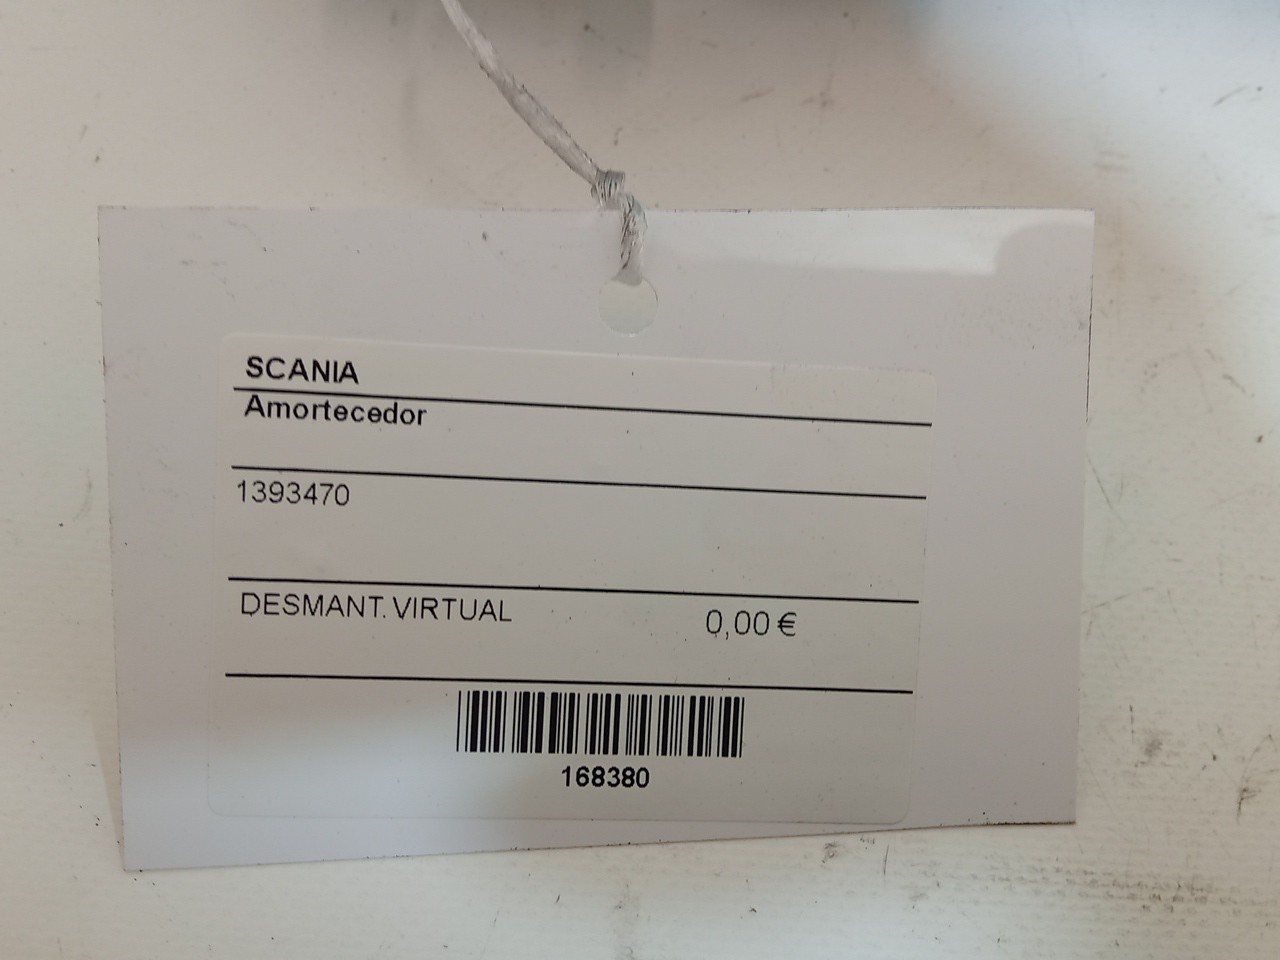 SCANIA
Amortecedor
1393470
DESMANT. VIRTUAL 0,00 €
168380